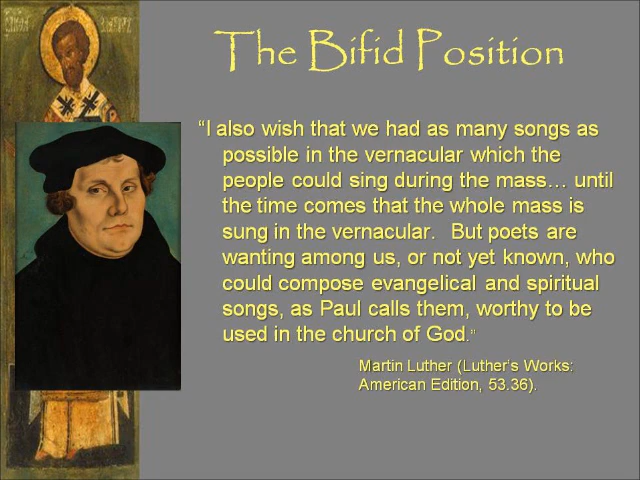 The Bifid Position
“I also wish that we had as many songs as
possible in the vernacular which the
people could sing during the mass… until
the time comes that the whole mass is
sung in the vernacular.  But poets are
wanting among us, or not yet known, who
could compose evangelical and spiritual
songs, as Paul calls them, worthy to be
used in the church of God.”
Martin Luther (Luther’s Works:
American Edition, 53.36).